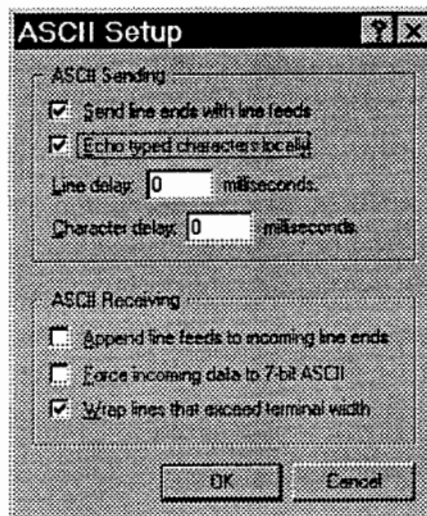 ASCII Setup
ASCII Sending
Send line ends with line feeds
Echo typed characters locally
Line delay: 0 milliseconds.
Character delay: 0 milliseconds.
ASCII Receiving
Append line feeds to incoming line ends
Force incoming data to 7-bit ASCII
Wrap lines that exceed terminal width
OK Cancel